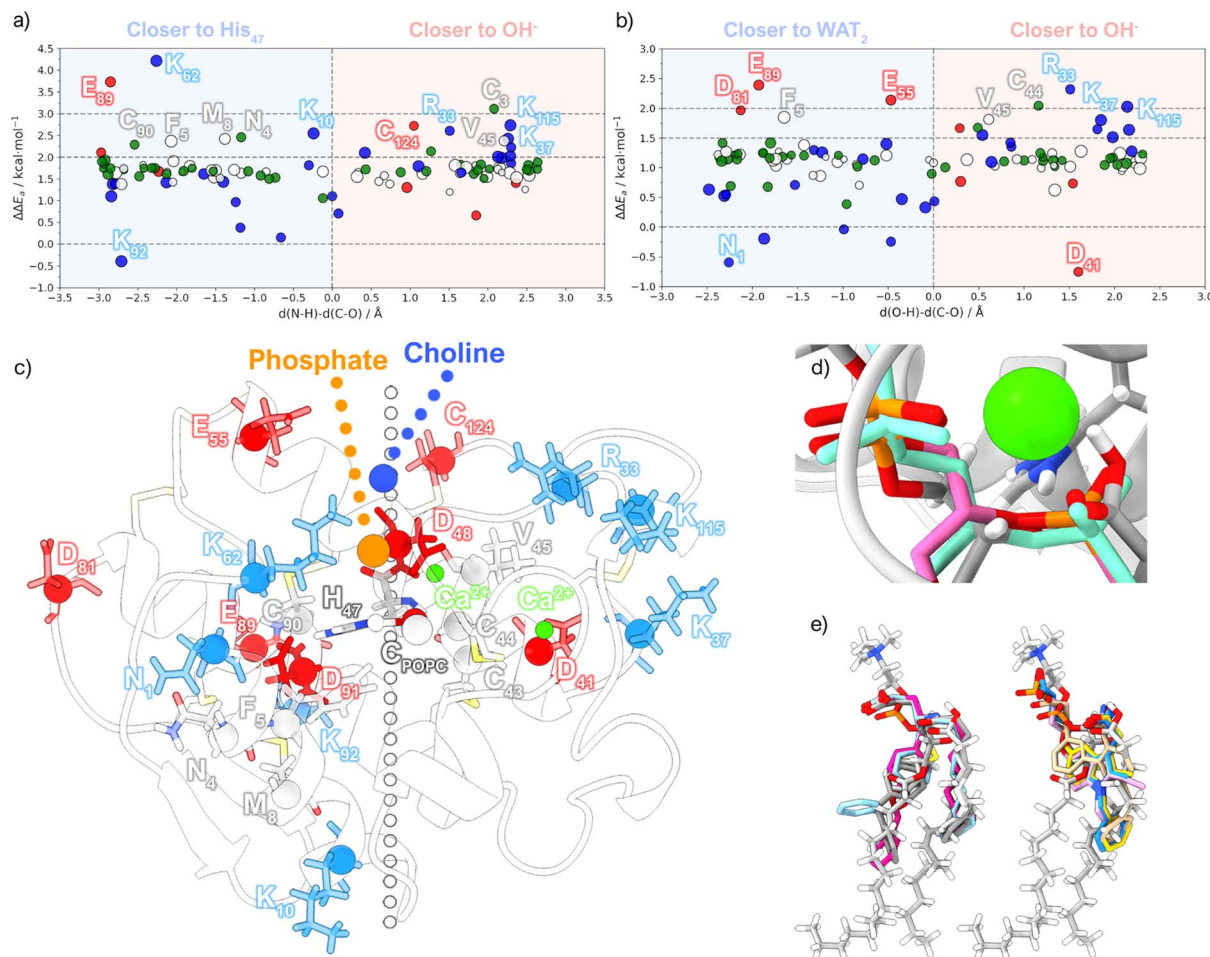 a)
Closer to His47
Closer to OH-
4.5
4.0
3.5
3.0
2.5
2.0
1.5
1.0
0.5
0.0
−0.5
−1.0
ΔΔEa / kcal·mol−1
E89
K62
C90
F5
M8
N4
K10
K92
C124
R33
C3
V45
K115
K37
−3.5 −3.0 −2.5 −2.0 −1.5 −1.0 −0.5 0.0 0.5 1.0 1.5 2.0 2.5 3.0 3.5
d(N-H)-d(C-O) / Å
b)
Closer to WAT2
Closer to OH-
3.0
2.5
2.0
1.5
1.0
0.5
0.0
−0.5
−1.0
ΔΔEa / kcal·mol−1
D81
E89
F5
E55
N1
V45
C44
R33
K37
K115
D41
−3.0 −2.5 −2.0 −1.5 −1.0 −0.5 0.0 0.5 1.0 1.5 2.0 2.5 3.0
d(O-H)-d(C-O) / Å
c)
Phosphate
Choline
E55
C124
R33
K115
D48
V45
K62
D81
H47
Ca2+
Ca2+
E89
C90
C44
K37
CPOPC
N1
D91
C43
D41
F5
K92
N4
M8
K10
d)
e)